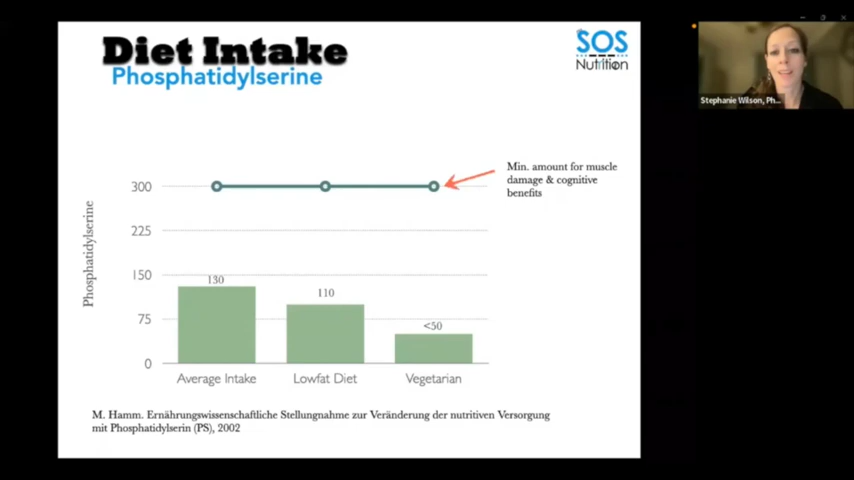 Diet Intake
Phosphatidylserine
SOS
Nutrition
Stephanie Wilson, Ph...
Min. amount for muscle
damage & cognitive
benefits
Phosphatidylserine
300
225
150
75
0
130
110
<50
Average Intake
Lowfat Diet
Vegetarian
M. Hamm. Ernährungswissenschaftliche Stellungnahme zur Veränderung der nutritiven Versorgung
mit Phosphatidylserin (PS), 2002